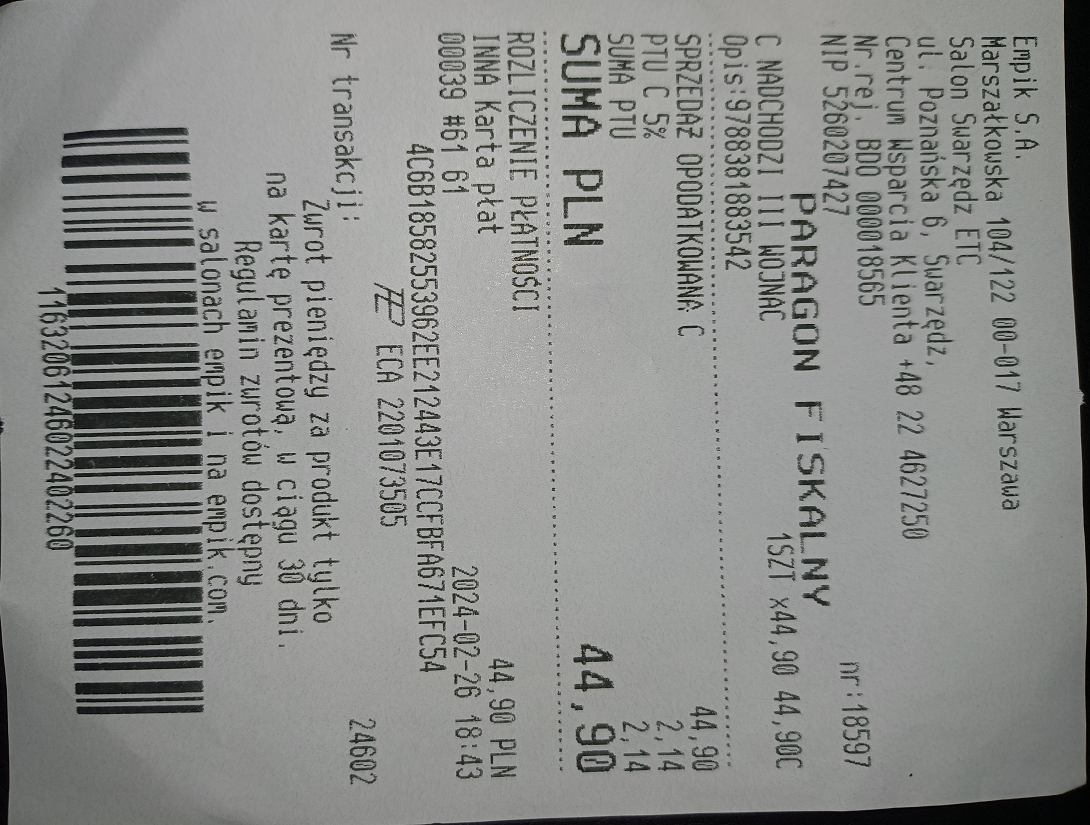 Empik S.A.
Marszałkowska 104/122 00-017 Warszawa
Salon Swarzędz ETC
ul. Poznańska 6, Swarzędz,
Centrum Wsparcia Klienta +48 22 4627250
Nr.rej. BDO 000018565
NIP 5260207427 nr:18597
PARAGON FISKALNY
C NADCHODZI III WOJNAC 1SZT x44,90 44,90C
Opis:9788381883542
SPRZEDAŻ OPODATKOWANA C 44,90
PTU C 5% 2,14
SUMA PTU 2,14
SUMA PLN 44,90
ROZLICZENIE PŁATNOŚCI
INNA Karta płat 44,90 PLN
00039 #61 61 2024-02-26 18:43
4C6B18582553962EE21243E17CCFBFA671EFC54
ECA 2201073505
Nr transakcji: 24602
Zwrot pieniędzy za produkt tylko
na kartę prezentową, w ciągu 30 dni.
Regulamin zwrotów dostępny
w salonach empik i na empik.com.
11632061246022402260